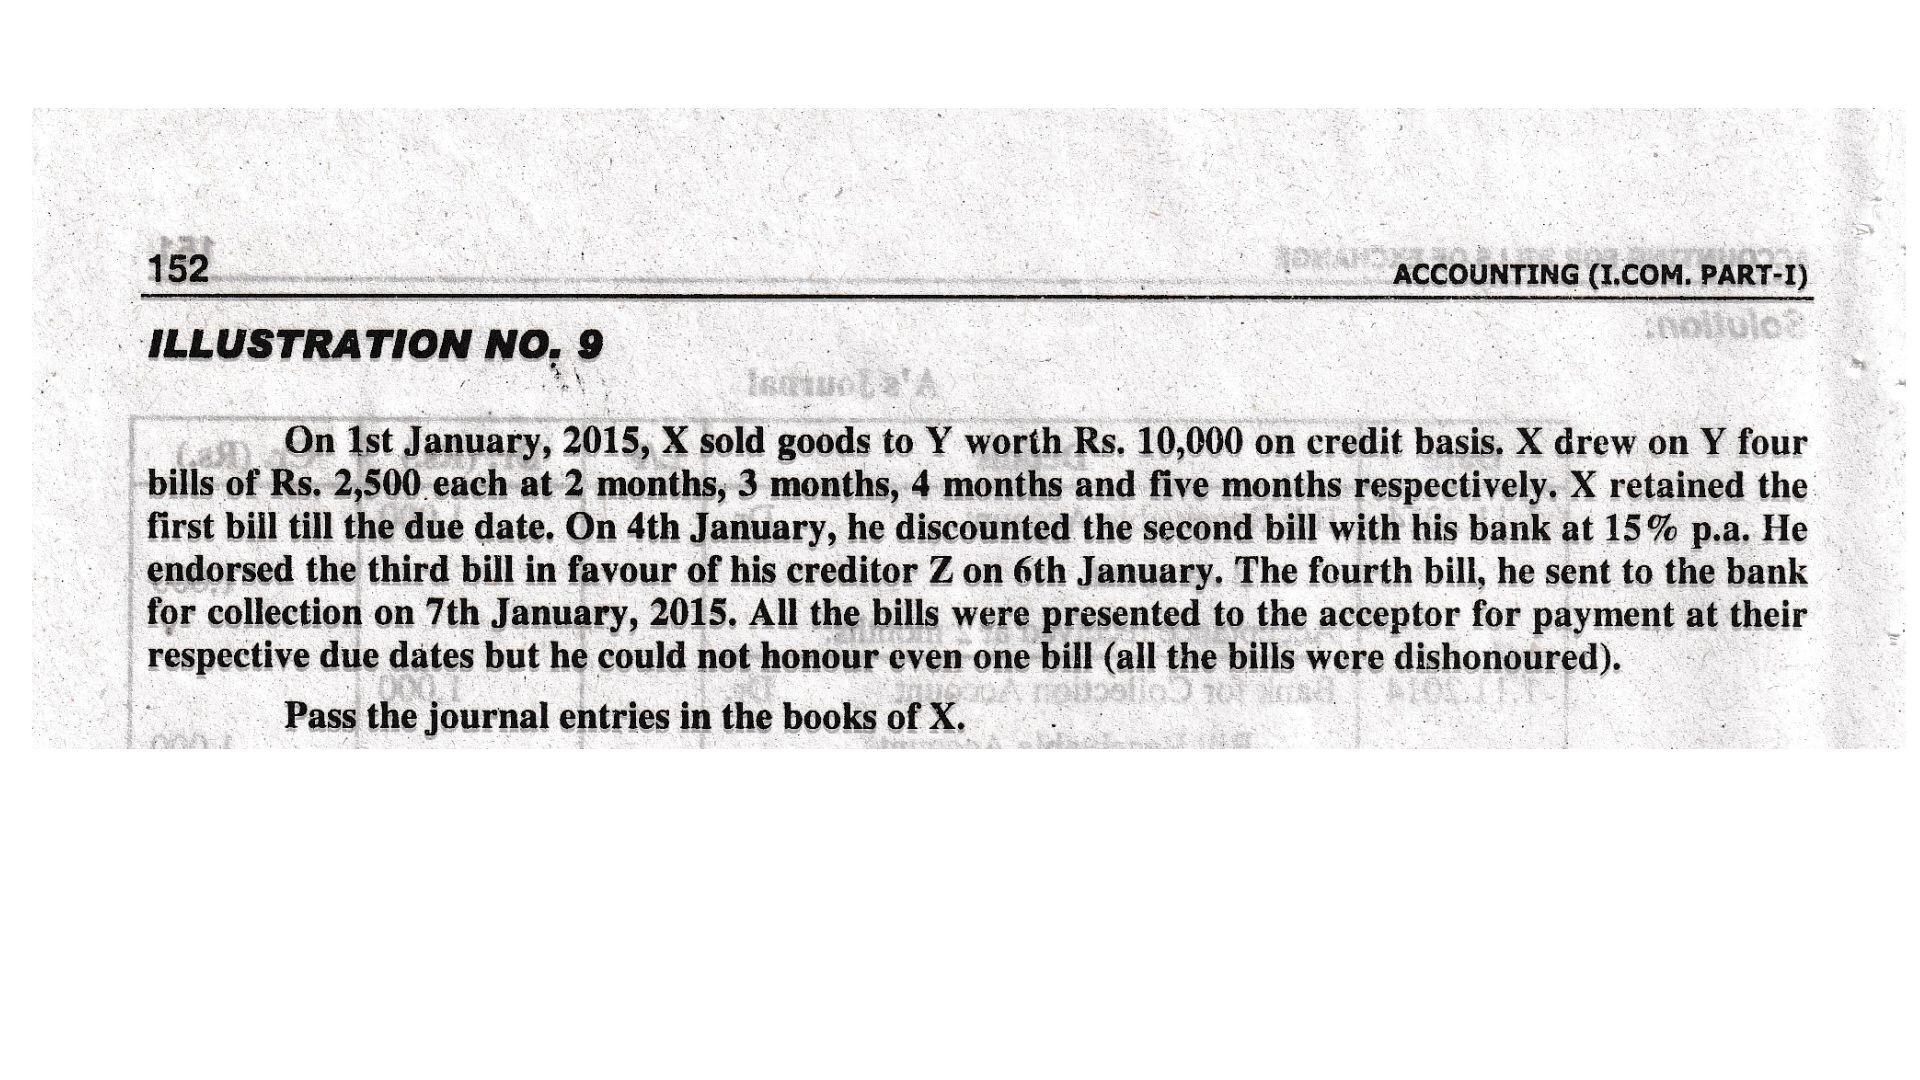 152
ACCOUNTING (I.COM. PART-I)
ILLUSTRATION NO. 9
On 1st January, 2015, X sold goods to Y worth Rs. 10,000 on credit basis. X drew on Y four
bills of Rs. 2,500 each at 2 months, 3 months, 4 months and five months respectively. X retained the
first bill till the due date. On 4th January, he discounted the second bill with his bank at 15% p.a. He
endorsed the third bill in favour of his creditor Z on 6th January. The fourth bill, he sent to the bank
for collection on 7th January, 2015. All the bills were presented to the acceptor for payment at their
respective due dates but he could not honour even one bill (all the bills were dishonoured).
Pass the journal entries in the books of X.